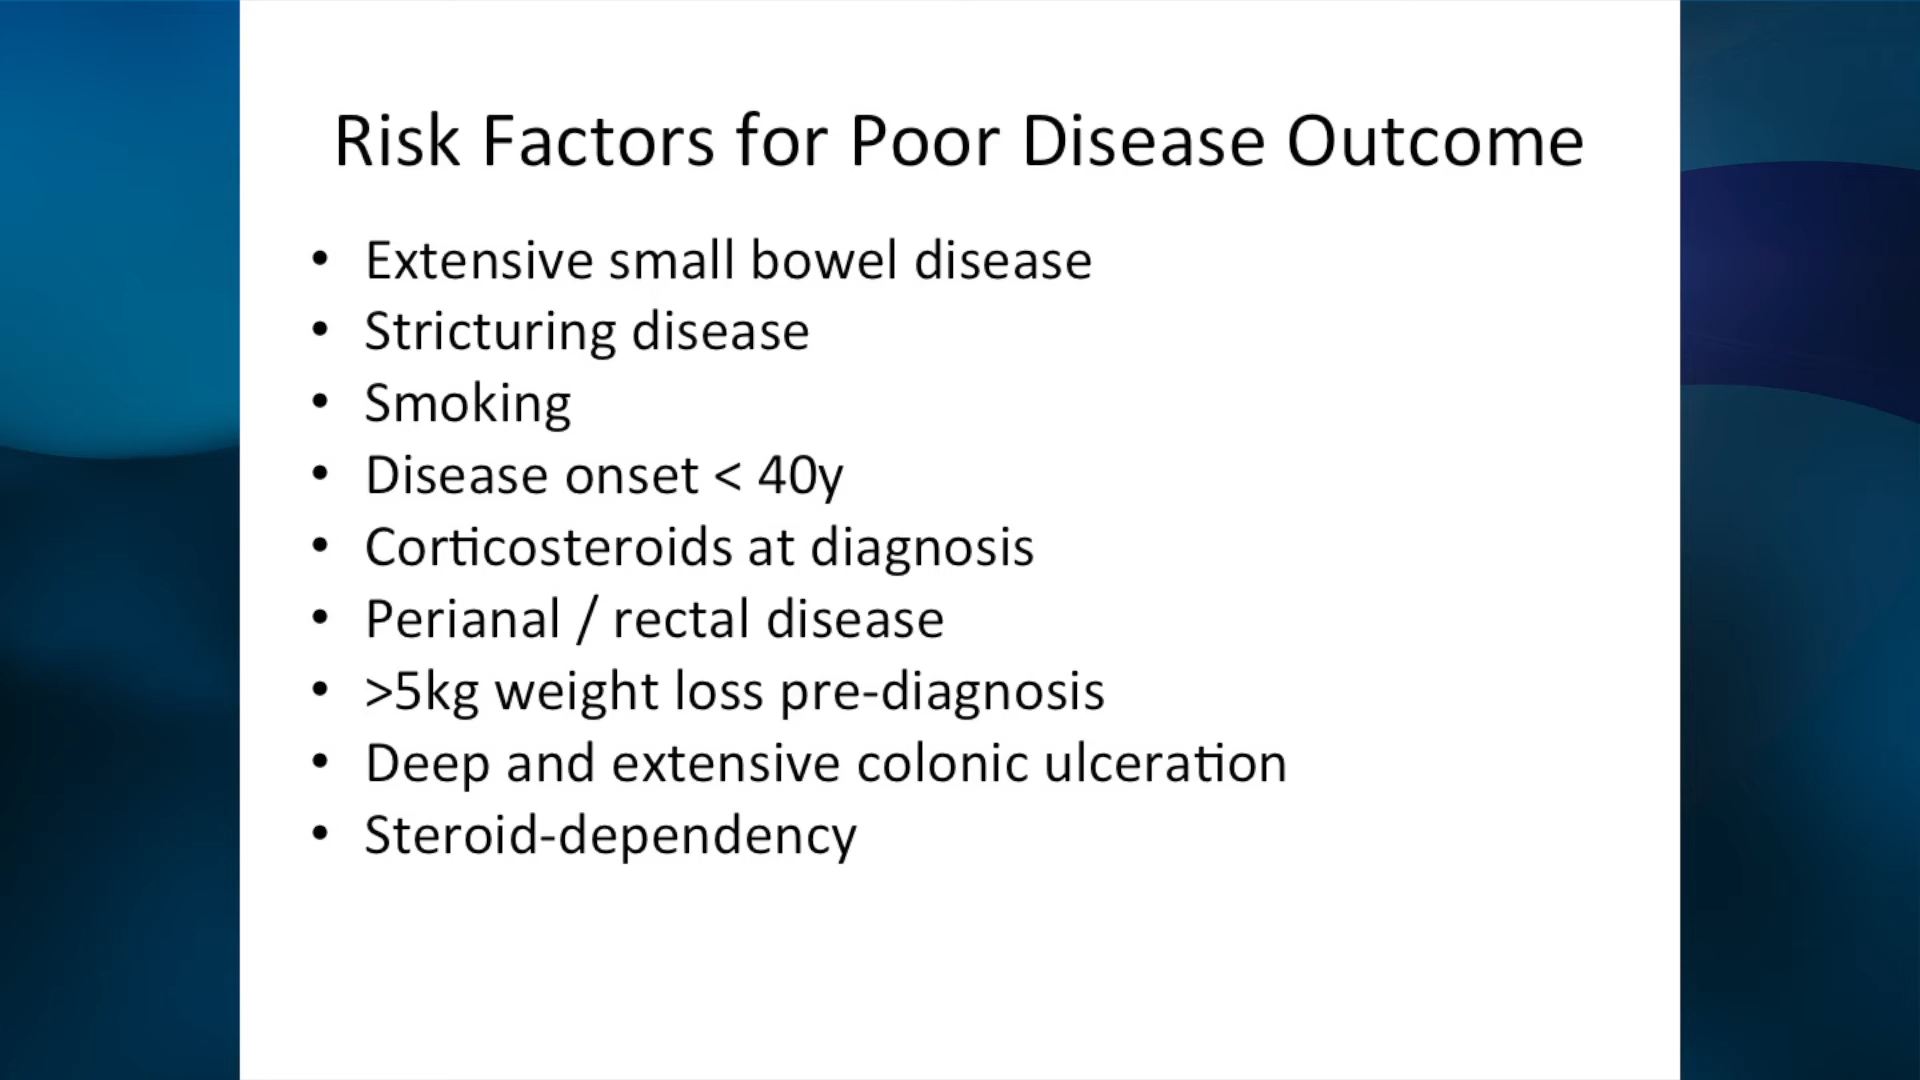 Risk Factors for Poor Disease Outcome
• Extensive small bowel disease
• Stricturing disease
• Smoking
• Disease onset < 40y
• Corticosteroids at diagnosis
• Perianal / rectal disease
• >5kg weight loss pre-diagnosis
• Deep and extensive colonic ulceration
• Steroid-dependency